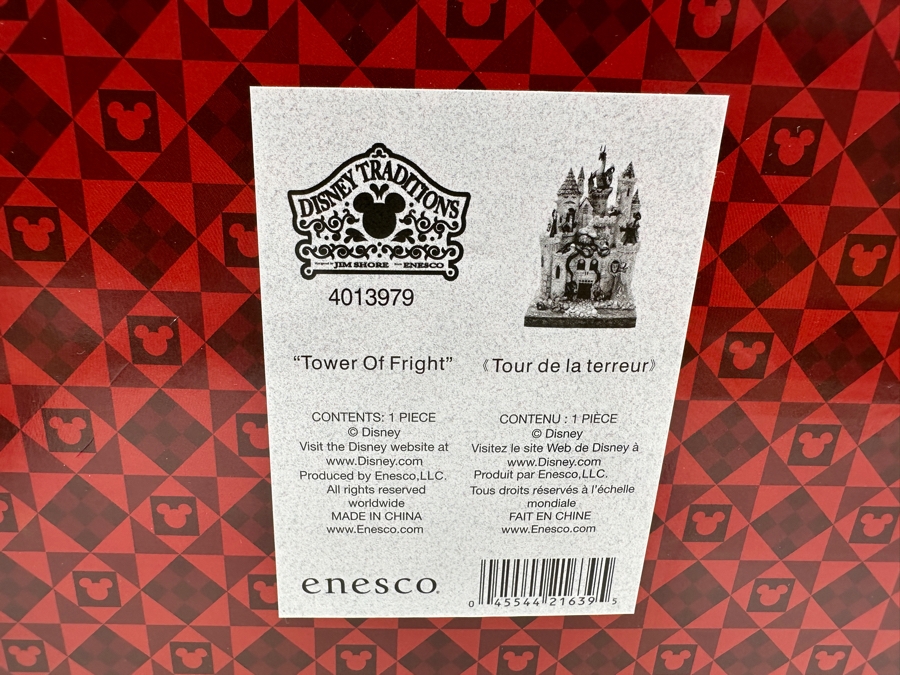 DISNEY TRADITIONS
Designed by JIM SHORE from ENESCO
4013979
“Tower Of Fright”
《Tour de la terreur》
CONTENTS: 1 PIECE
© Disney
Visit the Disney website at
www.Disney.com
Produced by Enesco,LLC.
All rights reserved
worldwide
MADE IN CHINA
www.Enesco.com
CONTENU : 1 PIÈCE
© Disney
Visitez le site Web de Disney à
www.Disney.com
Produit par Enesco,LLC.
Tous droits réservés à l'échelle
mondiale
FAIT EN CHINE
www.Enesco.com
enesco.
0 45544 21639 5